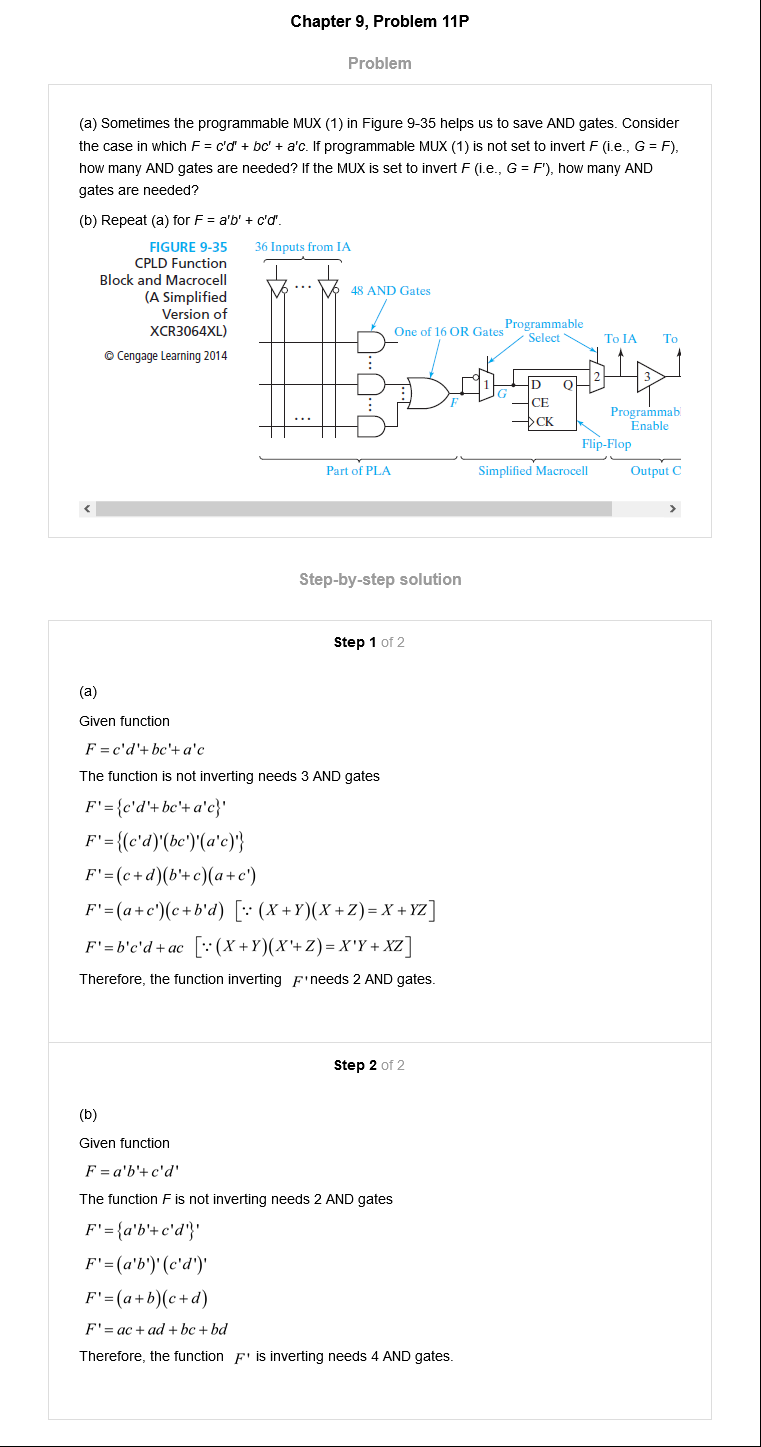 Chapter 9, Problem 11P
Problem
(a) Sometimes the programmable MUX (1) in Figure 9-35 helps us to save AND gates. Consider
the case in which F = c'd' + bc' + a'c. If programmable MUX (1) is not set to invert F (i.e., G = F),
how many AND gates are needed? If the MUX is set to invert F (i.e., G = F'), how many AND
gates are needed?
(b) Repeat (a) for F = a'b' + c'd'.
FIGURE 9-35
CPLD Function
Block and Macrocell
(A Simplified
Version of
XCR3064XL)
© Cengage Learning 2014
36 Inputs from IA
48 AND Gates
One of 16 OR Gates
Programmable
Select
To IA
To
F
1
G
D Q
CE
CK
2
3
Programmab
Enable
Flip-Flop
Part of PLA
Simplified Macrocell
Output C
Step-by-step solution
Step 1 of 2
(a)
Given function
F = c'd'+bc'+a'c
The function is not inverting needs 3 AND gates
F'={c'd'+bc'+a'c}'
F'={(c'd)'(bc')'(a'c)'}
F'=(c+d)(b'+c)(a+c')
F'=(a+c')(c+b'd) [∵ (X+Y)(X+Z)=X+YZ]
F'=b'c'd+ac [∵(X+Y)(X'+Z)=X'Y+XZ]
Therefore, the function inverting F' needs 2 AND gates.
Step 2 of 2
(b)
Given function
F = a'b'+c'd'
The function F is not inverting needs 2 AND gates
F'={a'b'+c'd'}'
F'=(a'b')'(c'd')'
F'=(a+b)(c+d)
F'=ac+ad+bc+bd
Therefore, the function F' is inverting needs 4 AND gates.